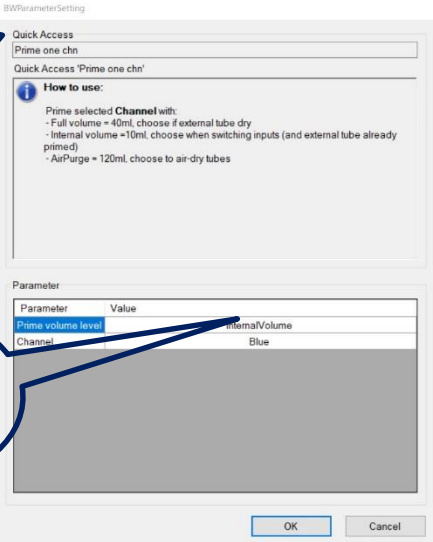 BWParameterSetting
Quick Access
Prime one chn
Quick Access 'Prime one chn'
How to use:
Prime selected Channel with:
- Full volume = 40ml, choose if external tube dry
- Internal volume =10ml, choose when switching inputs (and external tube already
primed)
- AirPurge = 120ml, choose to air-dry tubes
Parameter
Parameter Value
Prime volume level InternalVolume
Channel Blue
OK Cancel